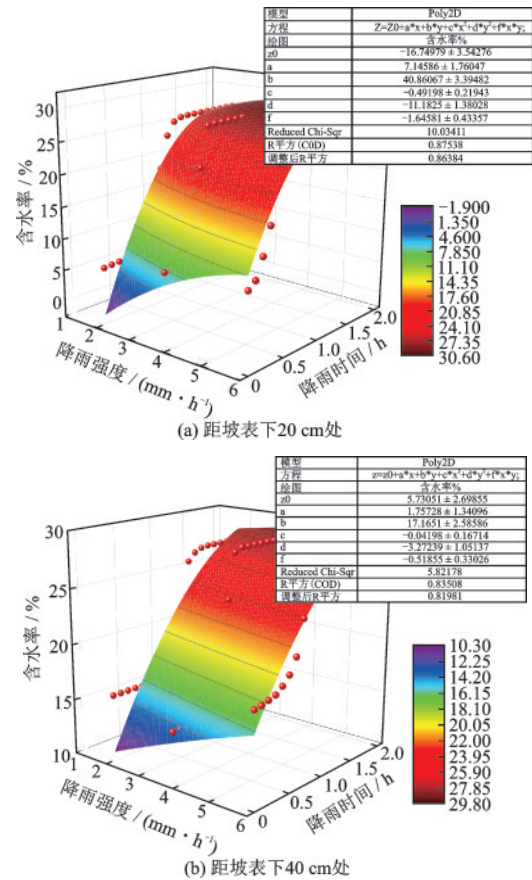 模型 Poly2D
方程 Z=Z0+a*x+b*y+c*x²+d*y²+f*x*y;
绘图 含水率%
z0 −16.74979 ± 3.54276
a 7.14586 ± 1.76047
b 40.86067 ± 3.39482
c −0.49198 ± 0.21943
d −11.1825 ± 1.38028
f −1.64581 ± 0.43357
Reduced Chi-Sqr 10.03411
R平方(COD) 0.87538
调整后R平方 0.86384
30
25
20
15
10
5
0
含水率 / %
1
2
3
4
5
6
降雨强度 / (mm·h⁻¹)
0
0.5
1.0
1.5
2.0
降雨时间 / h
-1.900
1.350
4.600
7.850
11.10
14.35
17.60
20.85
24.10
27.35
30.60
(a) 距坡表下20 cm处
模型 Poly2D
方程 z=z0+a*x+b*y+c*x²+d*y²+f*x*y;
绘图 含水率%
z0 5.73051 ± 2.69855
a 1.75728 ± 1.34096
b 17.1651 ± 2.58586
c −0.04198 ± 0.16714
d −3.27239 ± 1.05137
f −0.51855 ± 0.33026
Reduced Chi-Sqr 5.82178
R平方(COD) 0.83508
调整后R平方 0.81981
30
25
20
15
10
含水率 / %
1
2
3
4
5
6
降雨强度 / (mm·h⁻¹)
0
0.5
1.0
1.5
2.0
降雨时间 / h
10.30
12.25
14.20
16.15
18.10
20.05
22.00
23.95
25.90
27.85
29.80
(b) 距坡表下40 cm处